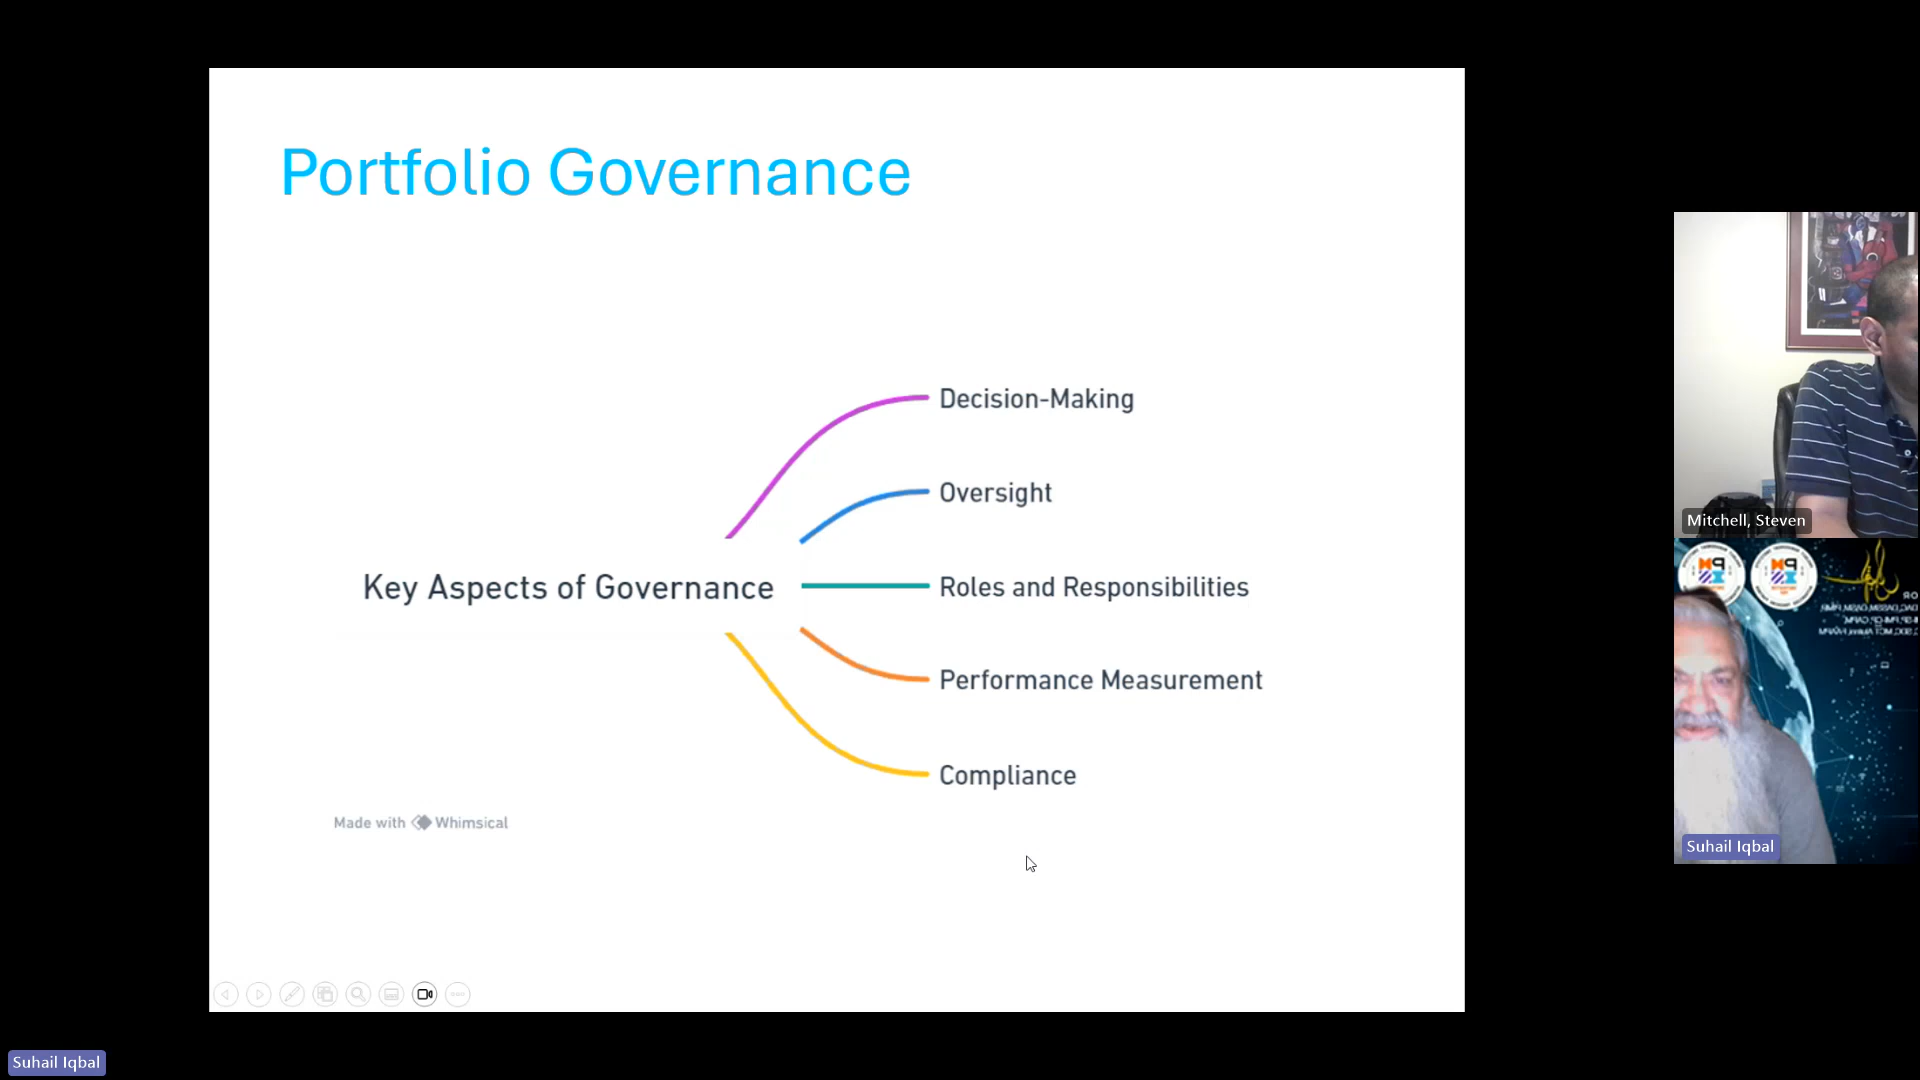 Portfolio Governance
Decision-Making
Oversight
Key Aspects of Governance
Roles and Responsibilities
Performance Measurement
Compliance
Made with Whimsical
Mitchell, Steven
Suhail Iqbal
Suhail Iqbal